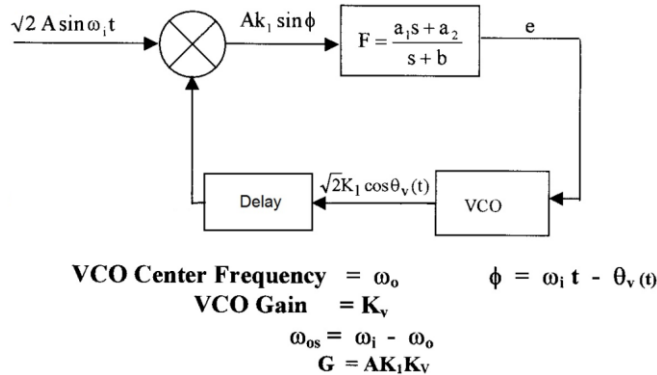 √2 A sin ω_i t
Ak₁ sin ϕ
F = (a₁s + a₂) / (s + b)
e
Delay
√2K₁ cosθ_v(t)
VCO
VCO Center Frequency = ω_o
ϕ = ω_i t - θ_v (t)
VCO Gain = K_v
ω_os = ω_i - ω_o
G = AK₁K_V